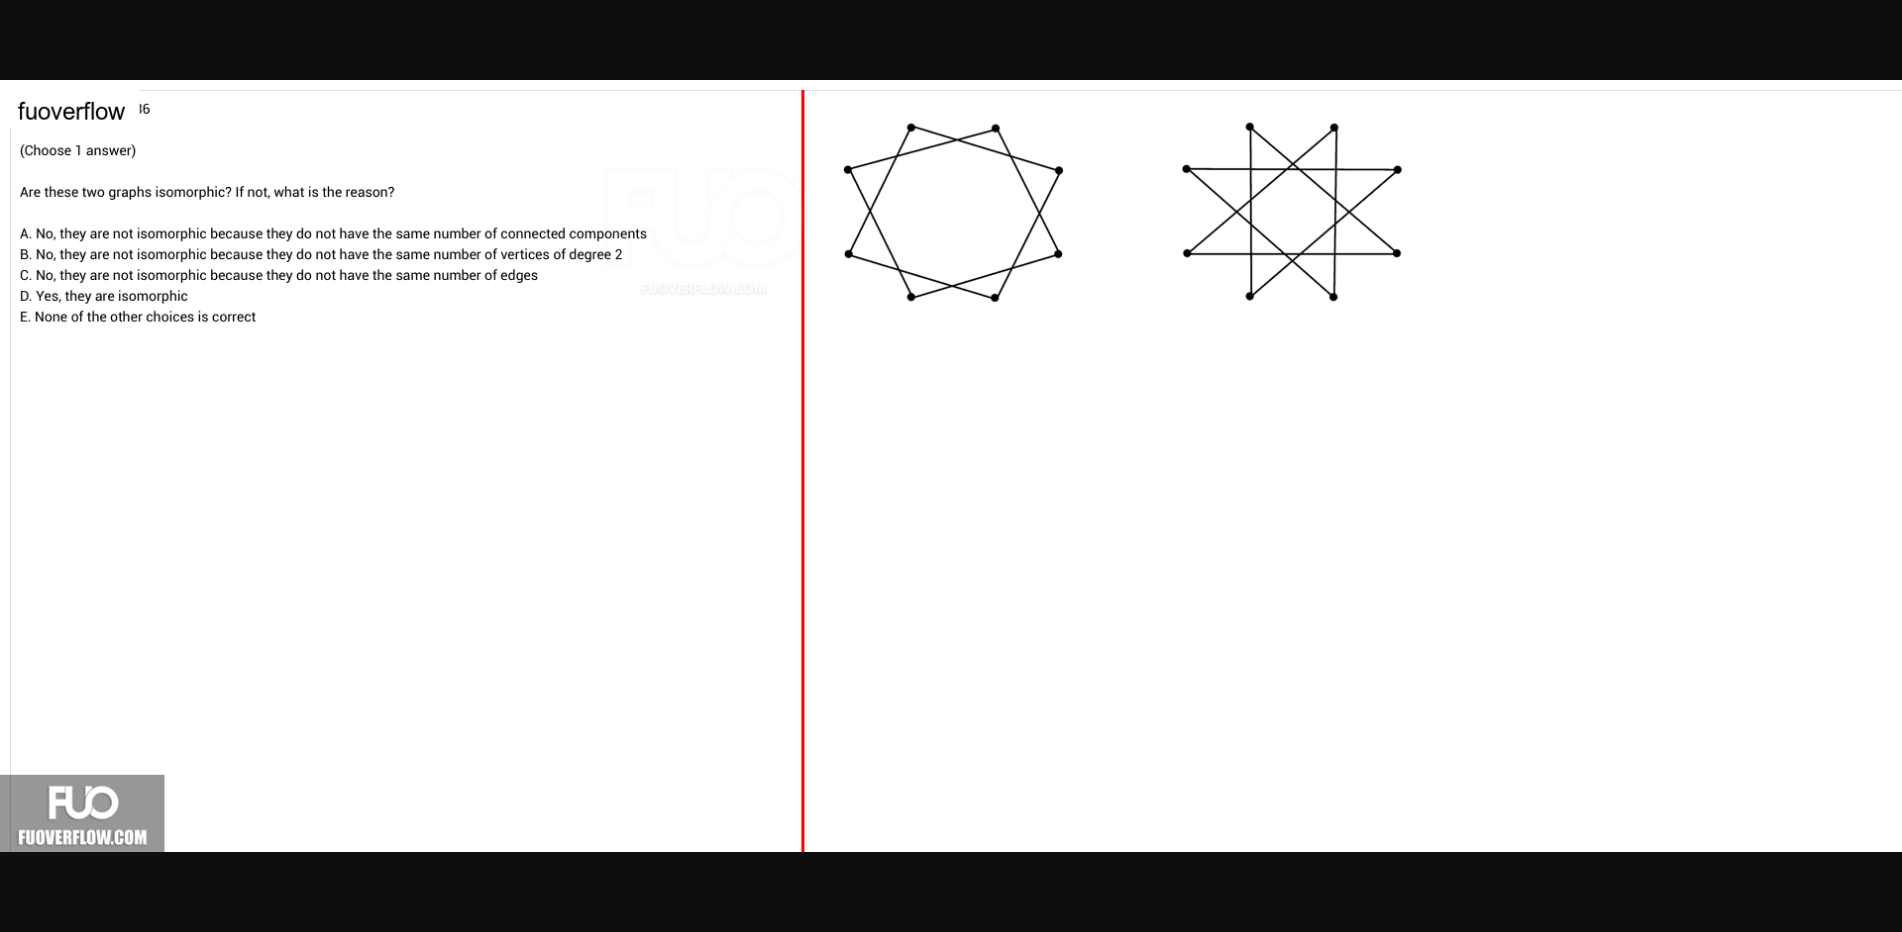 fuoverflow 36
(Choose 1 answer)
Are these two graphs isomorphic? If not, what is the reason?
A. No, they are not isomorphic because they do not have the same number of connected components
B. No, they are not isomorphic because they do not have the same number of vertices of degree 2
C. No, they are not isomorphic because they do not have the same number of edges
D. Yes, they are isomorphic
E. None of the other choices is correct
FUO
FUOVERFLOW.COM
FUO
FUOVERFLOW.COM